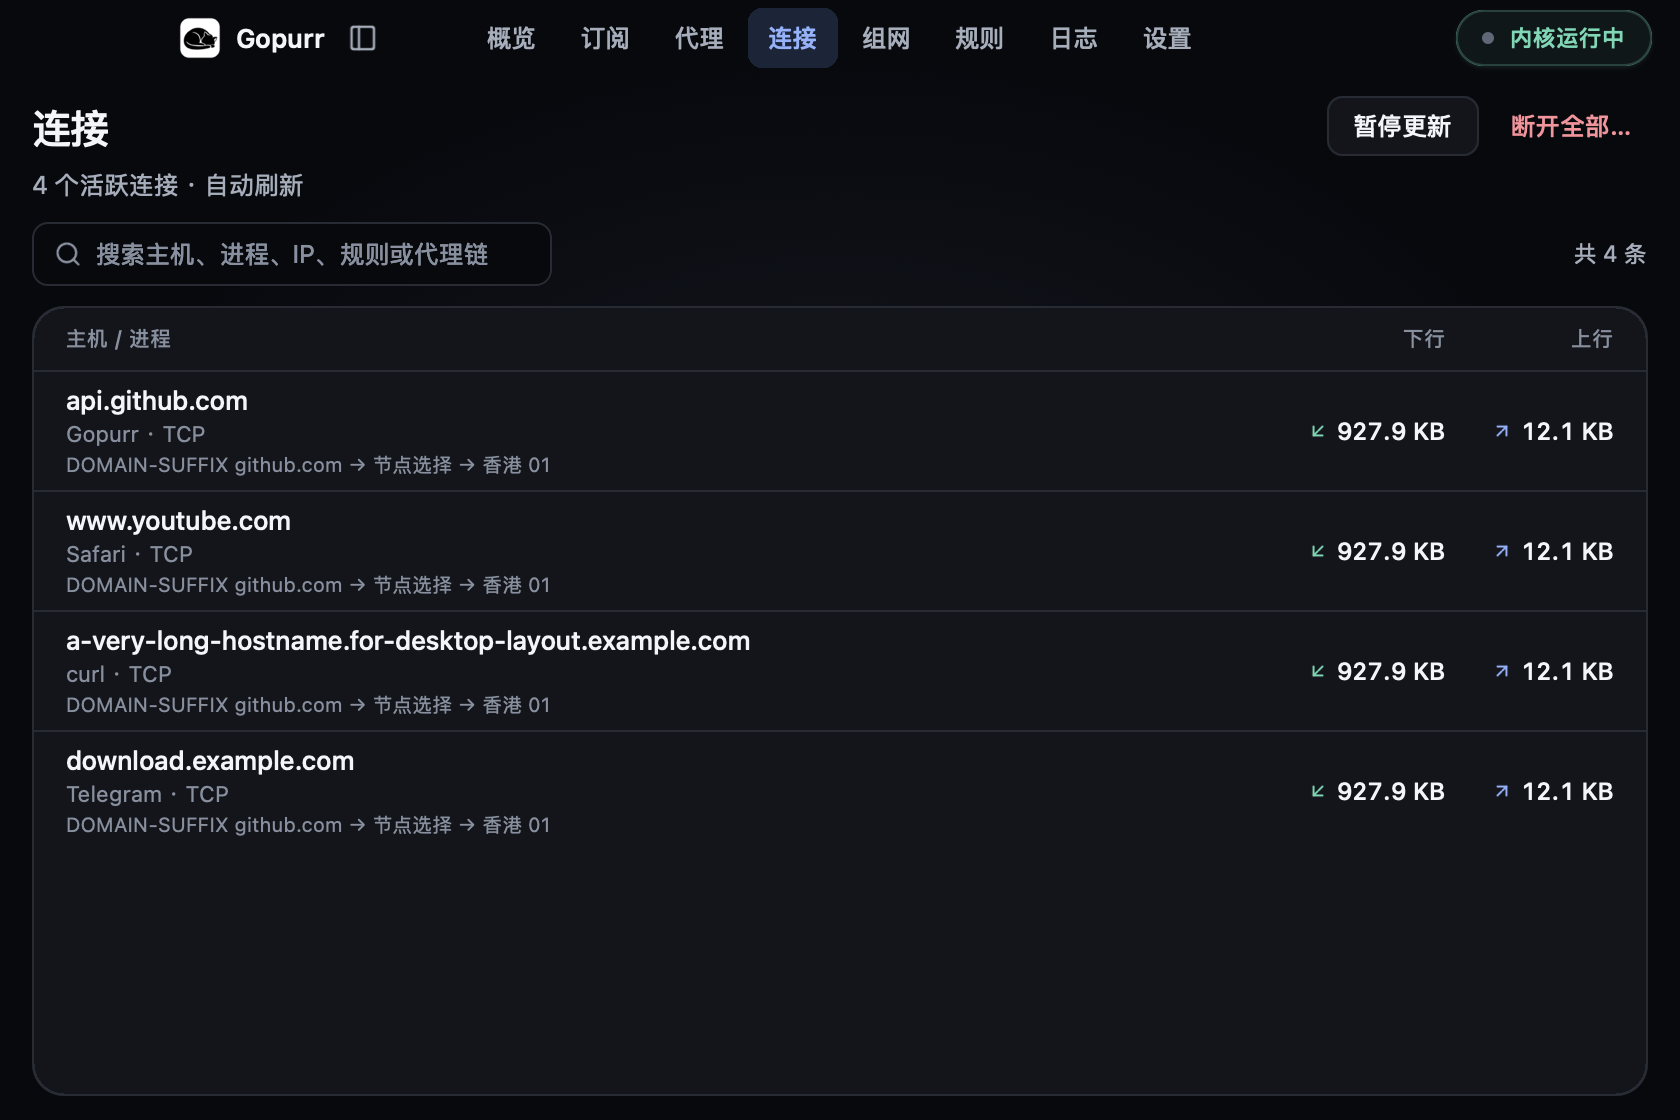 Gopurr
概览 订阅 代理 连接 组网 规则 日志 设置
内核运行中
连接
暂停更新 断开全部...
4 个活跃连接 · 自动刷新
搜索主机、进程、IP、规则或代理链
共 4 条
主机 / 进程 下行 上行
api.github.com
Gopurr · TCP
DOMAIN-SUFFIX github.com → 节点选择 → 香港 01
↙ 927.9 KB ↗ 12.1 KB
www.youtube.com
Safari · TCP
DOMAIN-SUFFIX github.com → 节点选择 → 香港 01
↙ 927.9 KB ↗ 12.1 KB
a-very-long-hostname.for-desktop-layout.example.com
curl · TCP
DOMAIN-SUFFIX github.com → 节点选择 → 香港 01
↙ 927.9 KB ↗ 12.1 KB
download.example.com
Telegram · TCP
DOMAIN-SUFFIX github.com → 节点选择 → 香港 01
↙ 927.9 KB ↗ 12.1 KB